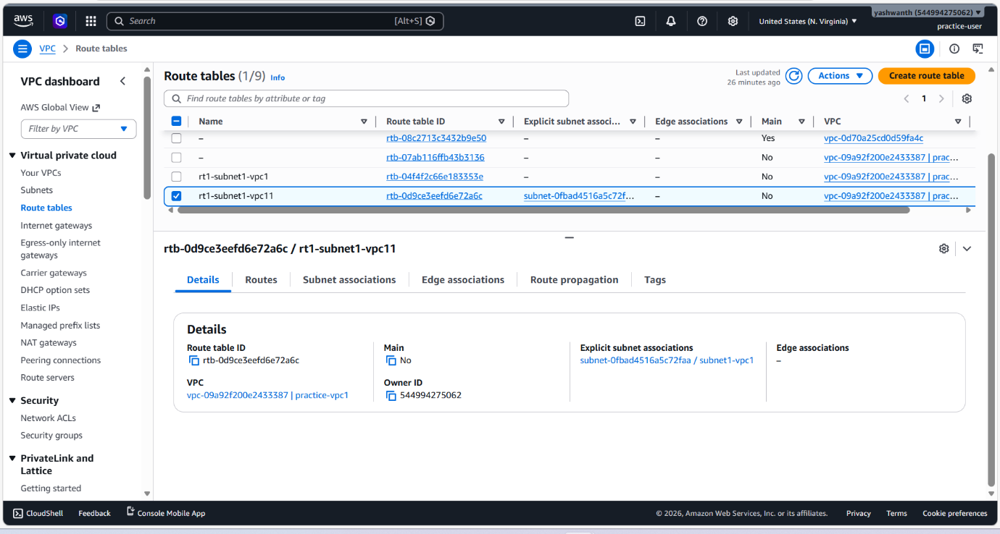 aws
Search [Alt+S]
United States (N. Virginia)
yashwanth (544994275062)
practice-user
VPC Route tables
VPC dashboard
AWS Global View
Filter by VPC
Virtual private cloud
Your VPCs
Subnets
Route tables
Internet gateways
Egress-only internet
gateways
Carrier gateways
DHCP option sets
Elastic IPs
Managed prefix lists
NAT gateways
Peering connections
Route servers
Security
Network ACLs
Security groups
PrivateLink and
Lattice
Getting started
Route tables (1/9) Info
Last updated
26 minutes ago
Actions
Create route table
Find route tables by attribute or tag
1
Name Route table ID Explicit subnet associ... Edge associations Main VPC
– rtb-08c2713c3432b9e50 – – Yes vpc-0d70a25cd0d59fa4c
– rtb-07ab116ffb43b3136 – – No vpc-09a92f200e2433387 | prac...
rt1-subnet1-vpc1 rtb-04f4f2c66e183353e – – No vpc-09a92f200e2433387 | prac...
rt1-subnet1-vpc11 rtb-0d9ce3eefd6e72a6c subnet-0fbad4516a5c72f... – No vpc-09a92f200e2433387 | prac...
rtb-0d9ce3eefd6e72a6c / rt1-subnet1-vpc11
Details Routes Subnet associations Edge associations Route propagation Tags
Details
Route table ID
rtb-0d9ce3eefd6e72a6c
VPC
vpc-09a92f200e2433387 | practice-vpc1
Main
No
Owner ID
544994275062
Explicit subnet associations
subnet-0fbad4516a5c72faa / subnet1-vpc1
Edge associations
–
CloudShell Feedback Console Mobile App © 2026, Amazon Web Services, Inc. or its affiliates. Privacy Terms Cookie preferences